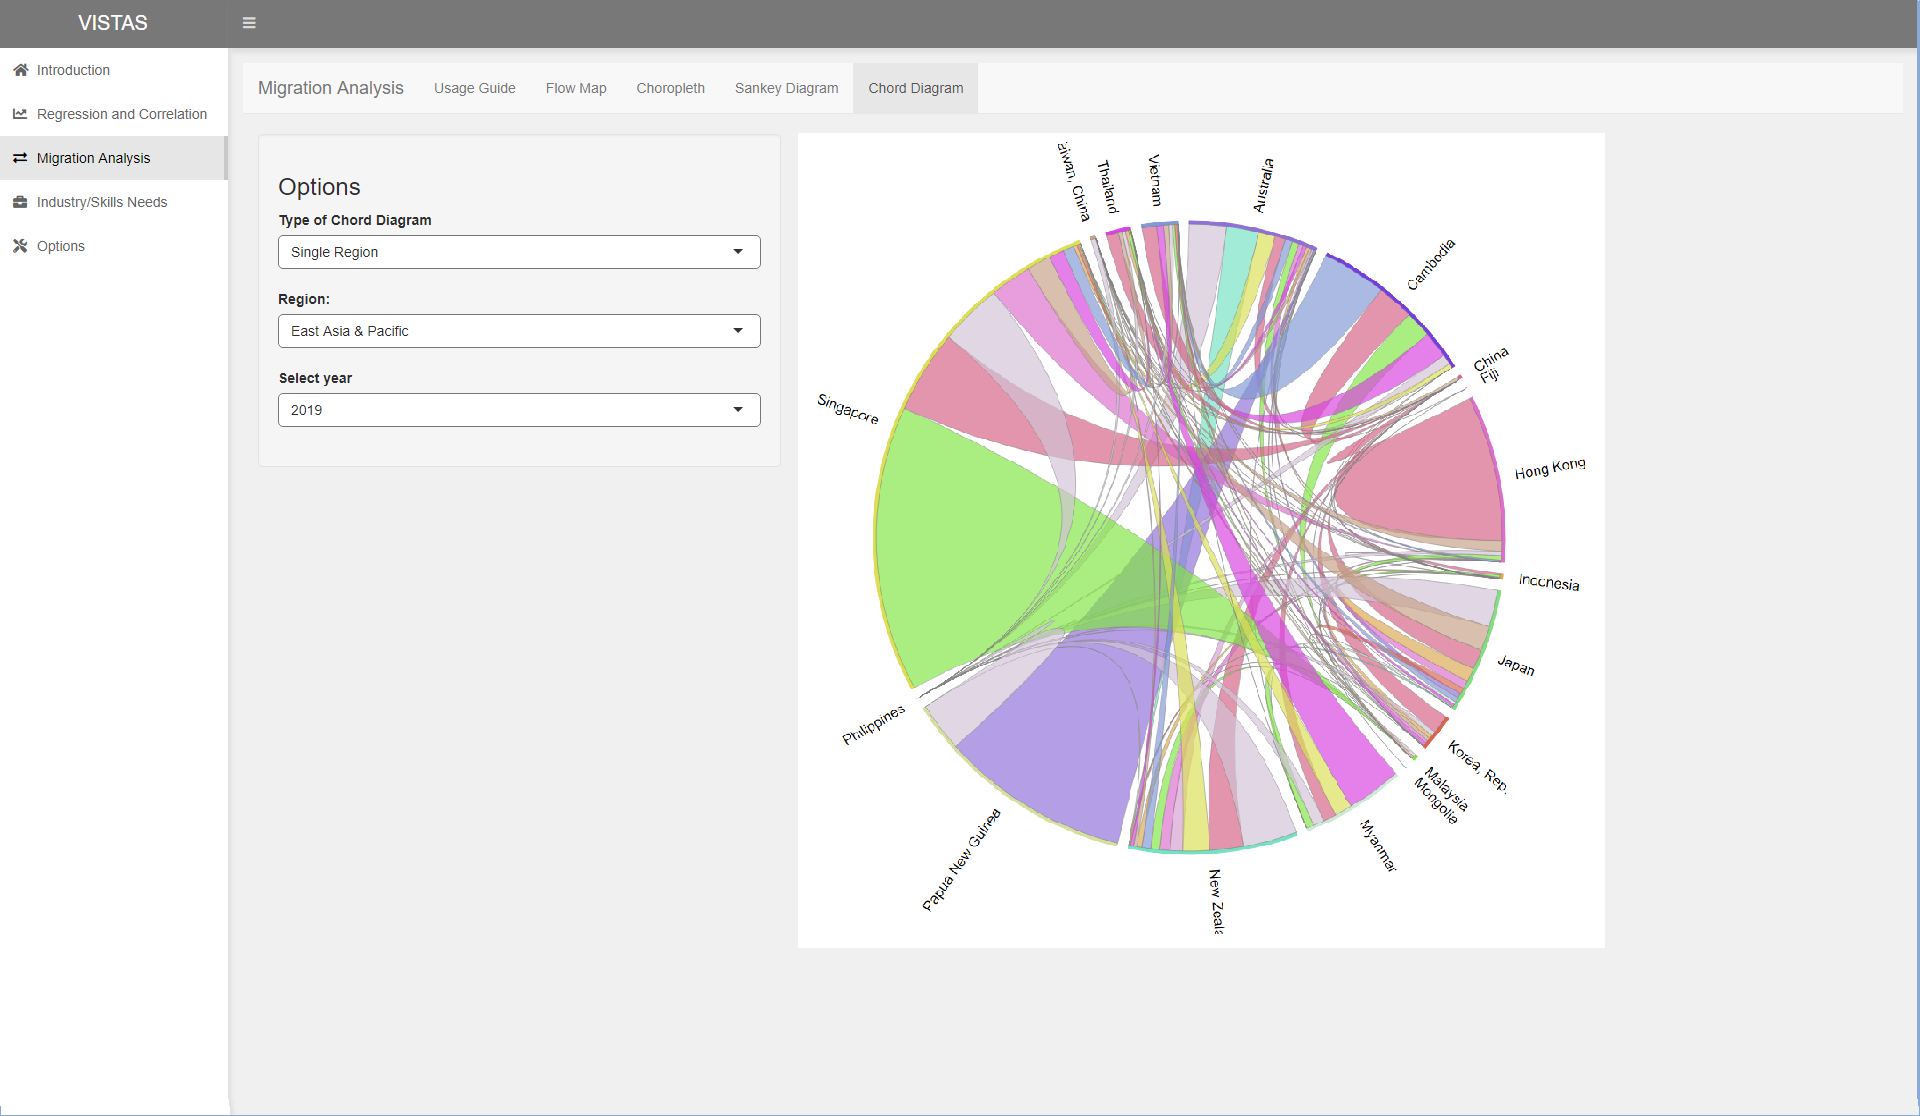 VISTAS
Introduction
Regression and Correlation
Migration Analysis
Industry/Skills Needs
Options
Migration Analysis
Usage Guide
Flow Map
Choropleth
Sankey Diagram
Chord Diagram
Options
Type of Chord Diagram
Single Region
Region:
East Asia & Pacific
Select year
2019
aiwan, China
Thailand
Vietnam
Australia
Cambodia
China
Fiji
Hong Kong
Indonesia
Japan
Korea, Rep.
Malaysia
Mongolia
Myanmar
New Zeala
Papua New Guinea
Philippines
Singapore